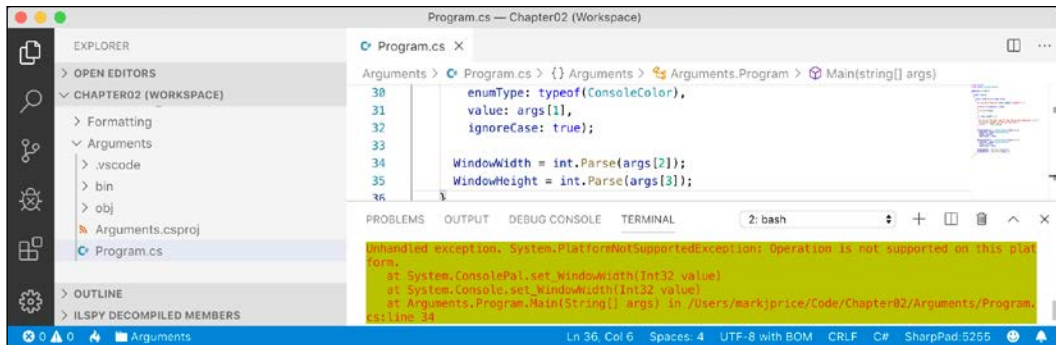 Program.cs — Chapter02 (Workspace)
EXPLORER
OPEN EDITORS
CHAPTER02 (WORKSPACE)
Formatting
Arguments
.vscode
bin
obj
Arguments.csproj
Program.cs
OUTLINE
ILSPY DECOMPILED MEMBERS
Program.cs
Arguments > Program.cs > {} Arguments > Arguments.Program > Main(string[] args)
30 enumType: typeof(ConsoleColor),
31 value: args[1],
32 ignoreCase: true);
33
34 WindowWidth = int.Parse(args[2]);
35 WindowHeight = int.Parse(args[3]);
36 }
PROBLEMS OUTPUT DEBUG CONSOLE TERMINAL 2: bash
Unhandled exception. System.PlatformNotSupportedException: Operation is not supported on this plat
form.
at System.ConsolePal.set_WindowWidth(Int32 value)
at System.Console.set_WindowWidth(Int32 value)
at Arguments.Program.Main(String[] args) in /Users/markjprice/Code/Chapter02/Arguments/Program.
cs:line 34
0 0 Arguments Ln 36, Col 6 Spaces: 4 UTF-8 with BOM CRLF C# SharpPad:5255